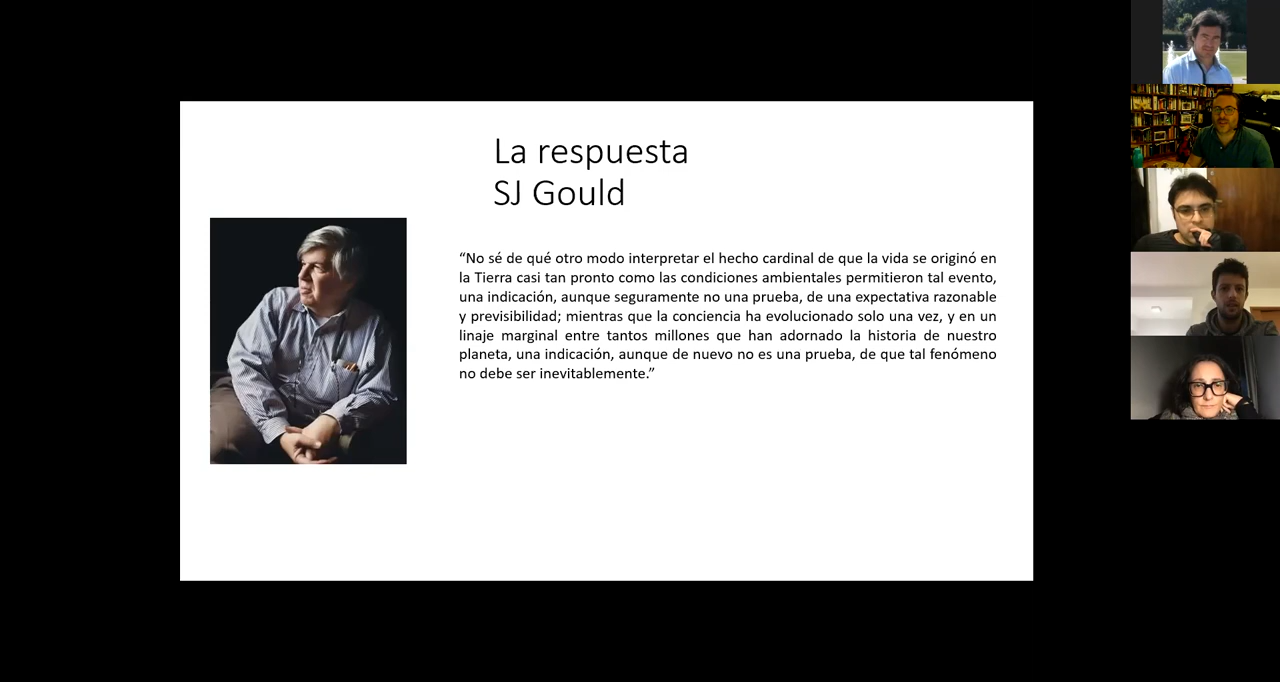 La respuesta
SJ Gould
“No sé de qué otro modo interpretar el hecho cardinal de que la vida se originó en
la Tierra casi tan pronto como las condiciones ambientales permitieron tal evento,
una indicación, aunque seguramente no una prueba, de una expectativa razonable
y previsibilidad; mientras que la conciencia ha evolucionado solo una vez, y en un
linaje marginal entre tantos millones que han adornado la historia de nuestro
planeta, una indicación, aunque de nuevo no es una prueba, de que tal fenómeno
no debe ser inevitablemente.”